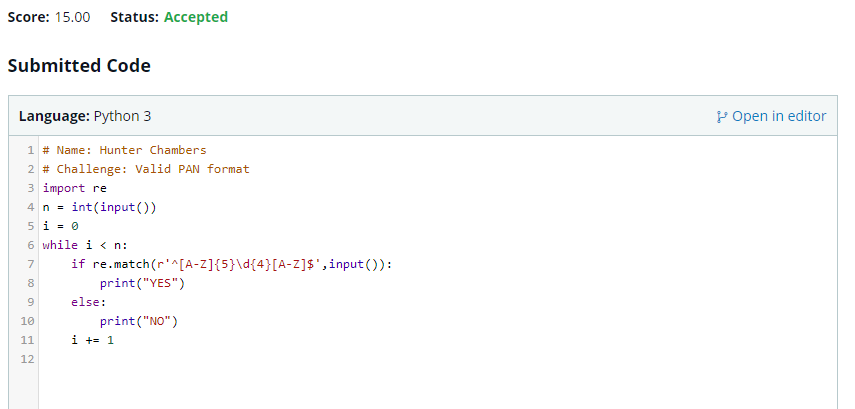 Score: 15.00 Status: Accepted
Submitted Code
Language: Python 3 Open in editor
1 # Name: Hunter Chambers
2 # Challenge: Valid PAN format
3 import re
4 n = int(input())
5 i = 0
6 while i < n:
7     if re.match(r'^[A-Z]{5}\d{4}[A-Z]$',input()):
8         print("YES")
9     else:
10         print("NO")
11     i += 1
12